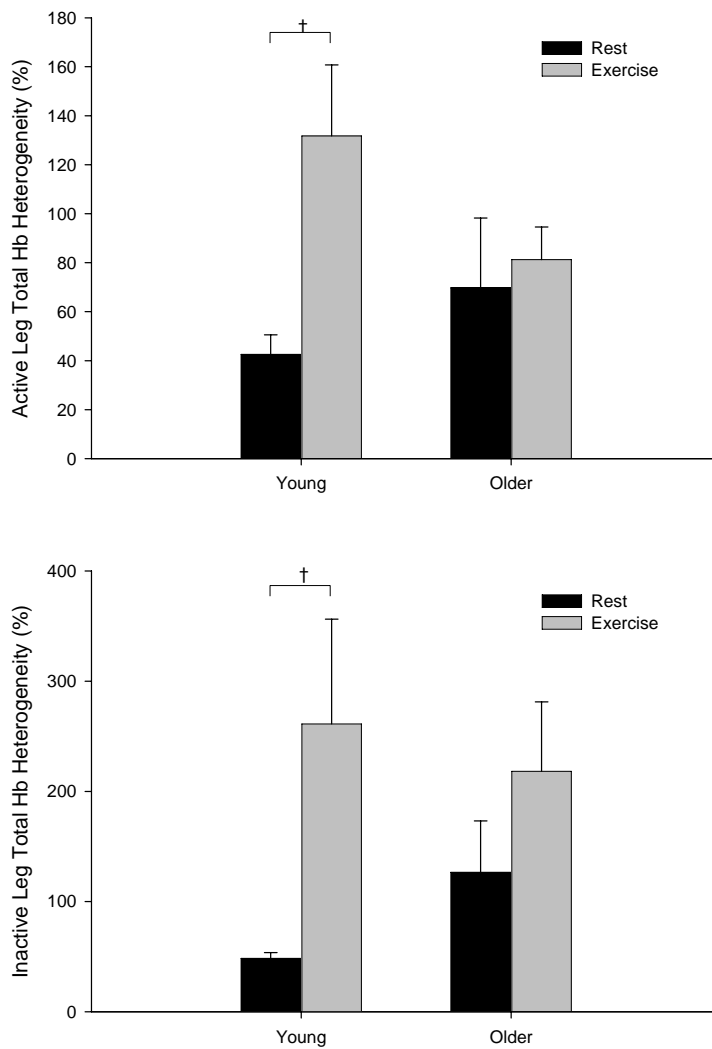 180
160
140
120
100
80
60
40
20
0
Active Leg Total Hb Heterogeneity (%)
†
Rest
Exercise
Young
Older
400
300
200
100
0
Inactive Leg Total Hb Heterogeneity (%)
†
Rest
Exercise
Young
Older